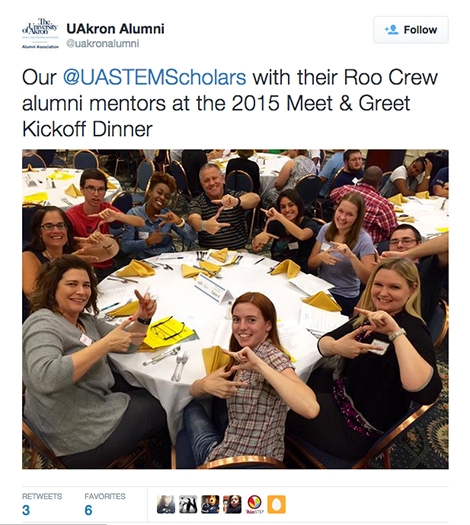 The
University
of Akron
Alumni Association
UAkron Alumni
@uakronalumni
Follow
Our @UASTEMScholars with their Roo Crew
alumni mentors at the 2015 Meet & Greet
Kickoff Dinner
RETWEETS
3
FAVORITES
6